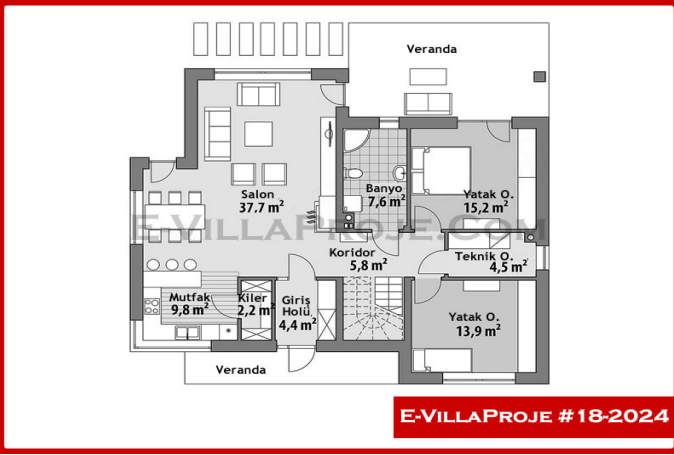 Veranda
Salon
37.7 m²
Banyo
7,6 m²
Yatak O.
15,2 m²
E-VillaProje.Com
Koridor
5,8 m²
Teknik O.
4,5 m²
Mutfak
9,8 m²
Kiler
2,2 m²
Giriş
Holü
4,4 m²
Yatak O.
13,9 m²
Veranda
E-VillaProje #18-2024